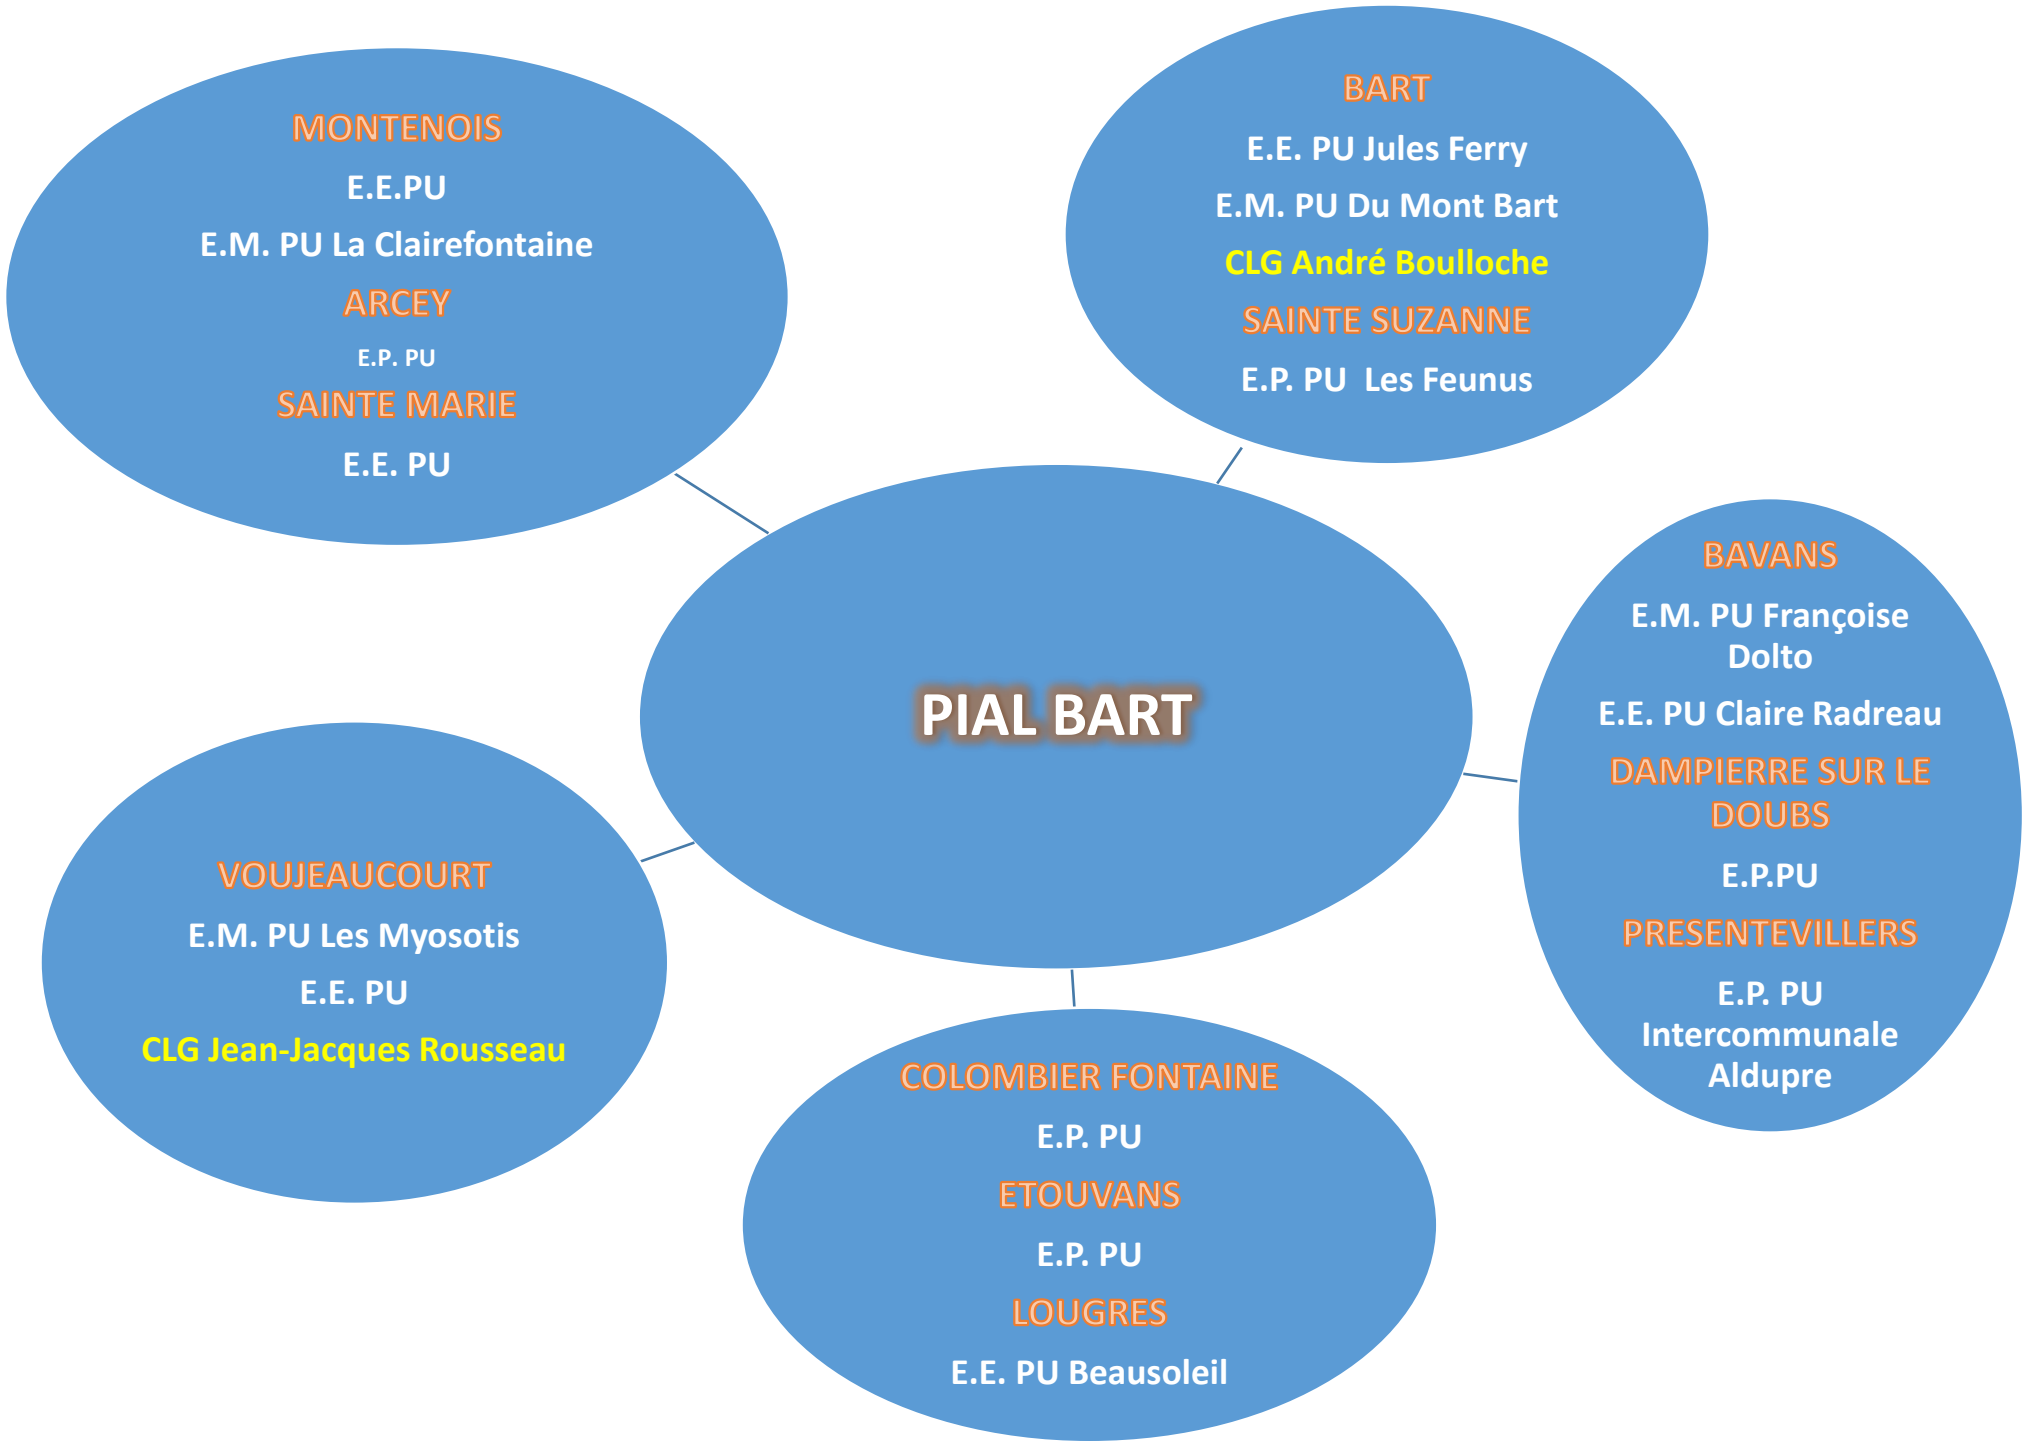 MONTENOIS
E.E.PU
E.M. PU La Clairefontaine
ARCEY
E.P. PU
SAINTE MARIE
E.E. PU
BART
E.E. PU Jules Ferry
E.M. PU Du Mont Bart
CLG André Boulloche
SAINTE SUZANNE
E.P. PU  Les Feunus
PIAL BART
BAVANS
E.M. PU Françoise
Dolto
E.E. PU Claire Radreau
DAMPIERRE SUR LE
DOUBS
E.P.PU
PRESENTEVILLERS
E.P. PU
Intercommunale
Aldupre
VOUJEAUCOURT
E.M. PU Les Myosotis
E.E. PU
CLG Jean-Jacques Rousseau
COLOMBIER FONTAINE
E.P. PU
ETOUVANS
E.P. PU
LOUGRES
E.E. PU Beausoleil